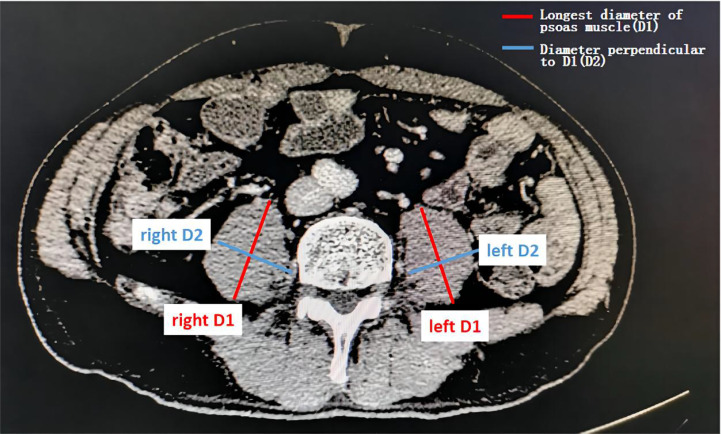 Longest diameter of
psoas muscle(D1)
Diameter perpendicular
to D1(D2)
right D2
left D2
right D1
left D1